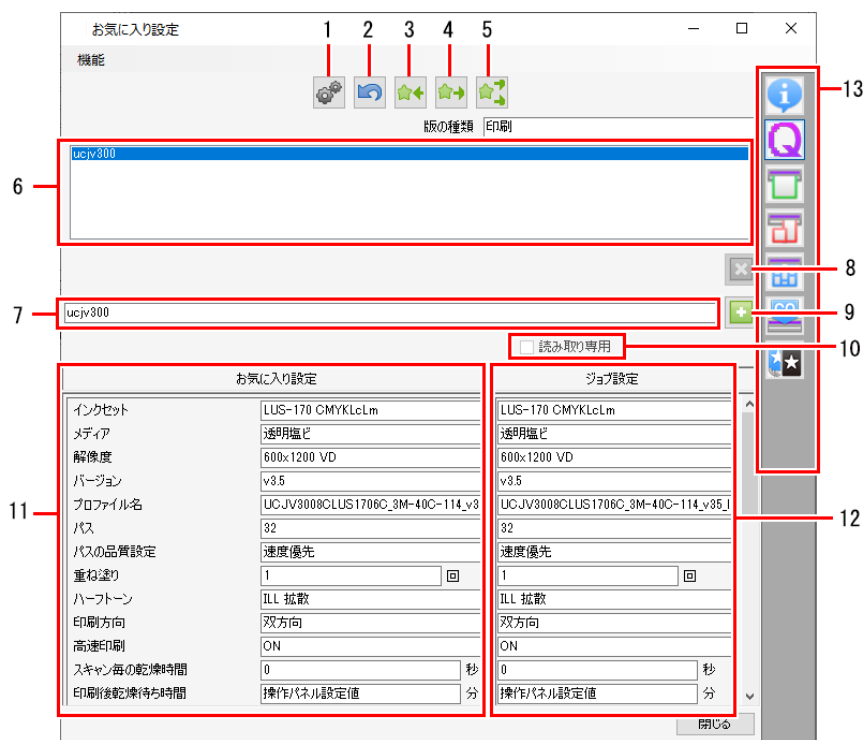 お気に入り設定
1 2 3 4 5
機能
13
版の種類 印刷
ucjv300
6
8
ucjv300
7
9
読み取り専用
10
お気に入り設定 ジョブ設定
インクセット LUS-170 CMYKLcLm LUS-170 CMYKLcLm
メディア 透明塩ビ 透明塩ビ
解像度 600x1200 VD 600x1200 VD
バージョン v3.5 v3.5
プロファイル名 UCJV3008CLUS1706C_3M-40C-114_v3 UCJV3008CLUS1706C_3M-40C-114_v35_
11
12
パス 32 32
パスの品質設定 速度優先 速度優先
重ね塗り 1 回 1 回
ハーフトーン ILL 拡散 ILL 拡散
印刷方向 双方向 双方向
高速印刷 ON ON
スキャン毎の乾燥時間 0 秒 0 秒
印刷後乾燥待ち時間 操作パネル設定値 分 操作パネル設定値 分
閉じる